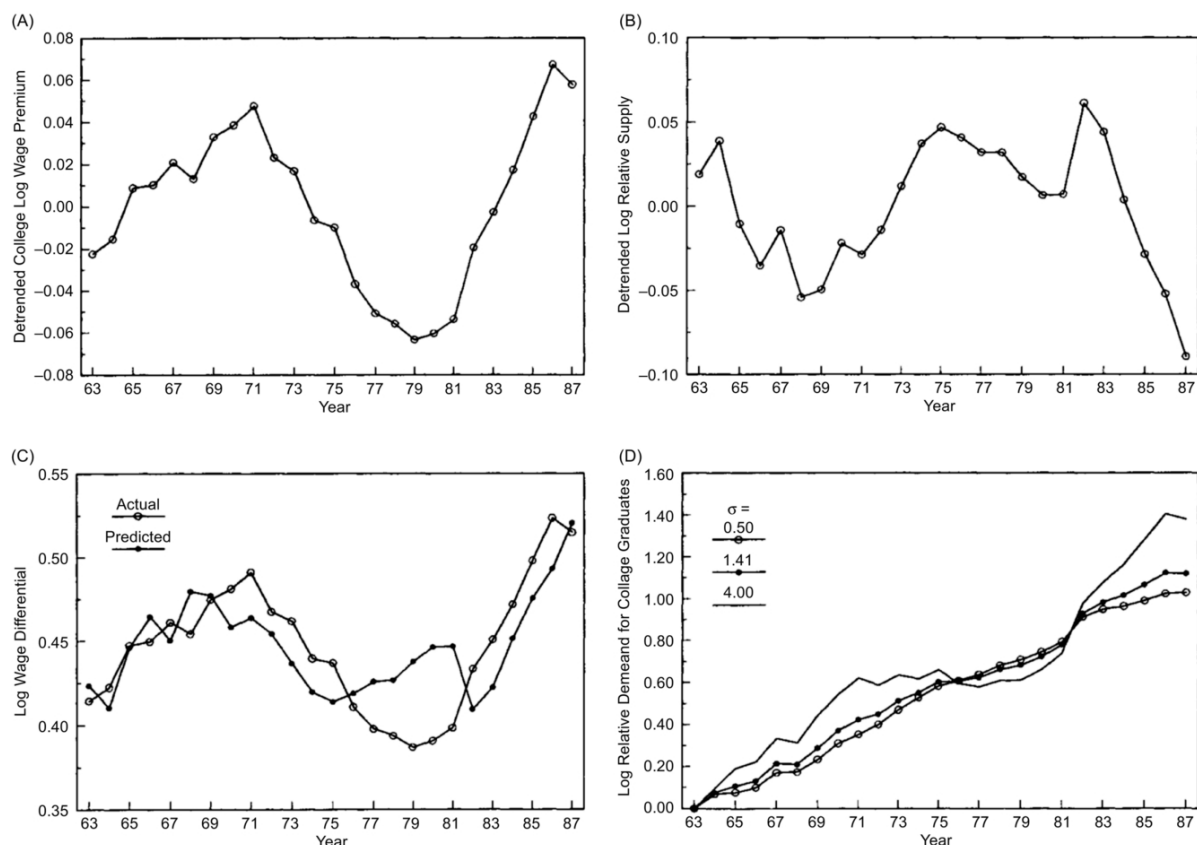 (A)
Detrended College Log Wage Premium
0.08
0.06
0.04
0.02
0.00
–0.02
–0.04
–0.06
–0.08
63 65 67 69 71 73 75 77 79 81 83 85 87
Year
(B)
Detrended Log Relative Supply
0.10
0.05
0.00
–0.05
–0.10
63 65 67 69 71 73 75 77 79 81 83 85 87
Year
(C)
Log Wage Differential
0.55
0.50
0.45
0.40
0.35
Actual
Predicted
63 65 67 69 71 73 75 77 79 81 83 85 87
Year
(D)
Log Relative Demeand for Collage Graduates
1.60
1.40
1.20
1.00
0.80
0.60
0.40
0.20
0.00
σ =
0.50
1.41
4.00
63 65 67 69 71 73 75 77 79 81 83 85 87
Year